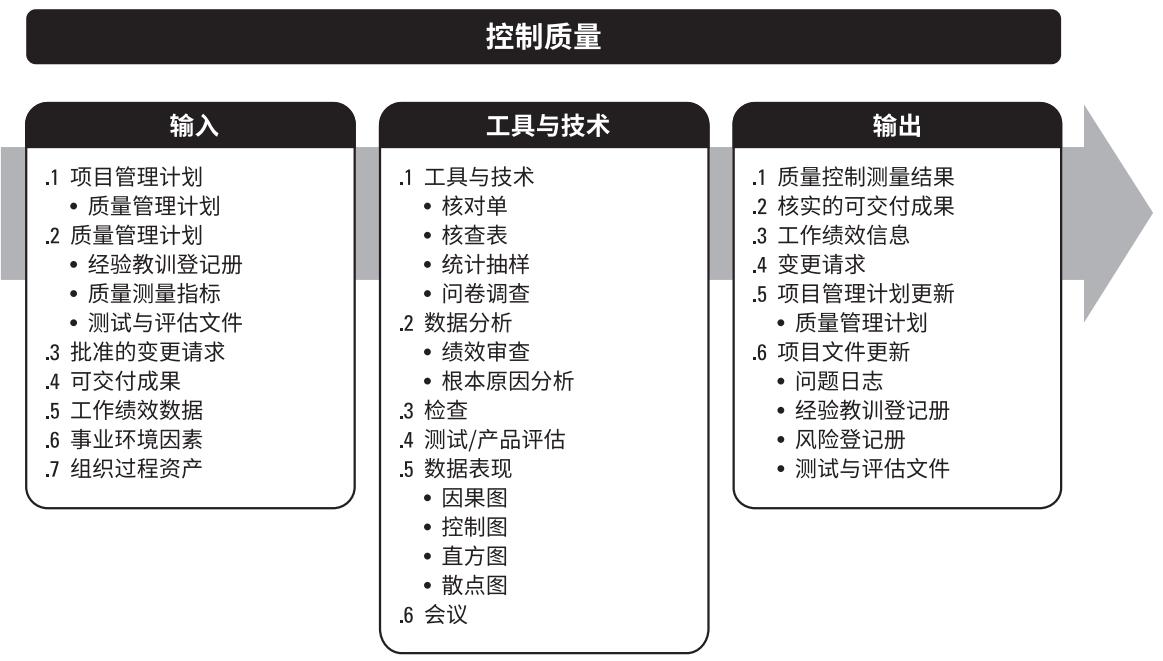 控制质量
输入
.1 项目管理计划
• 质量管理计划
.2 质量管理计划
• 经验教训登记册
• 质量测量指标
• 测试与评估文件
.3 批准的变更请求
.4 可交付成果
.5 工作绩效数据
.6 事业环境因素
.7 组织过程资产
工具与技术
.1 工具与技术
• 核对单
• 核查表
• 统计抽样
• 问卷调查
.2 数据分析
• 绩效审查
• 根本原因分析
.3 检查
.4 测试/产品评估
.5 数据表现
• 因果图
• 控制图
• 直方图
• 散点图
.6 会议
输出
.1 质量控制测量结果
.2 核实的可交付成果
.3 工作绩效信息
.4 变更请求
.5 项目管理计划更新
• 质量管理计划
.6 项目文件更新
• 问题日志
• 经验教训登记册
• 风险登记册
• 测试与评估文件